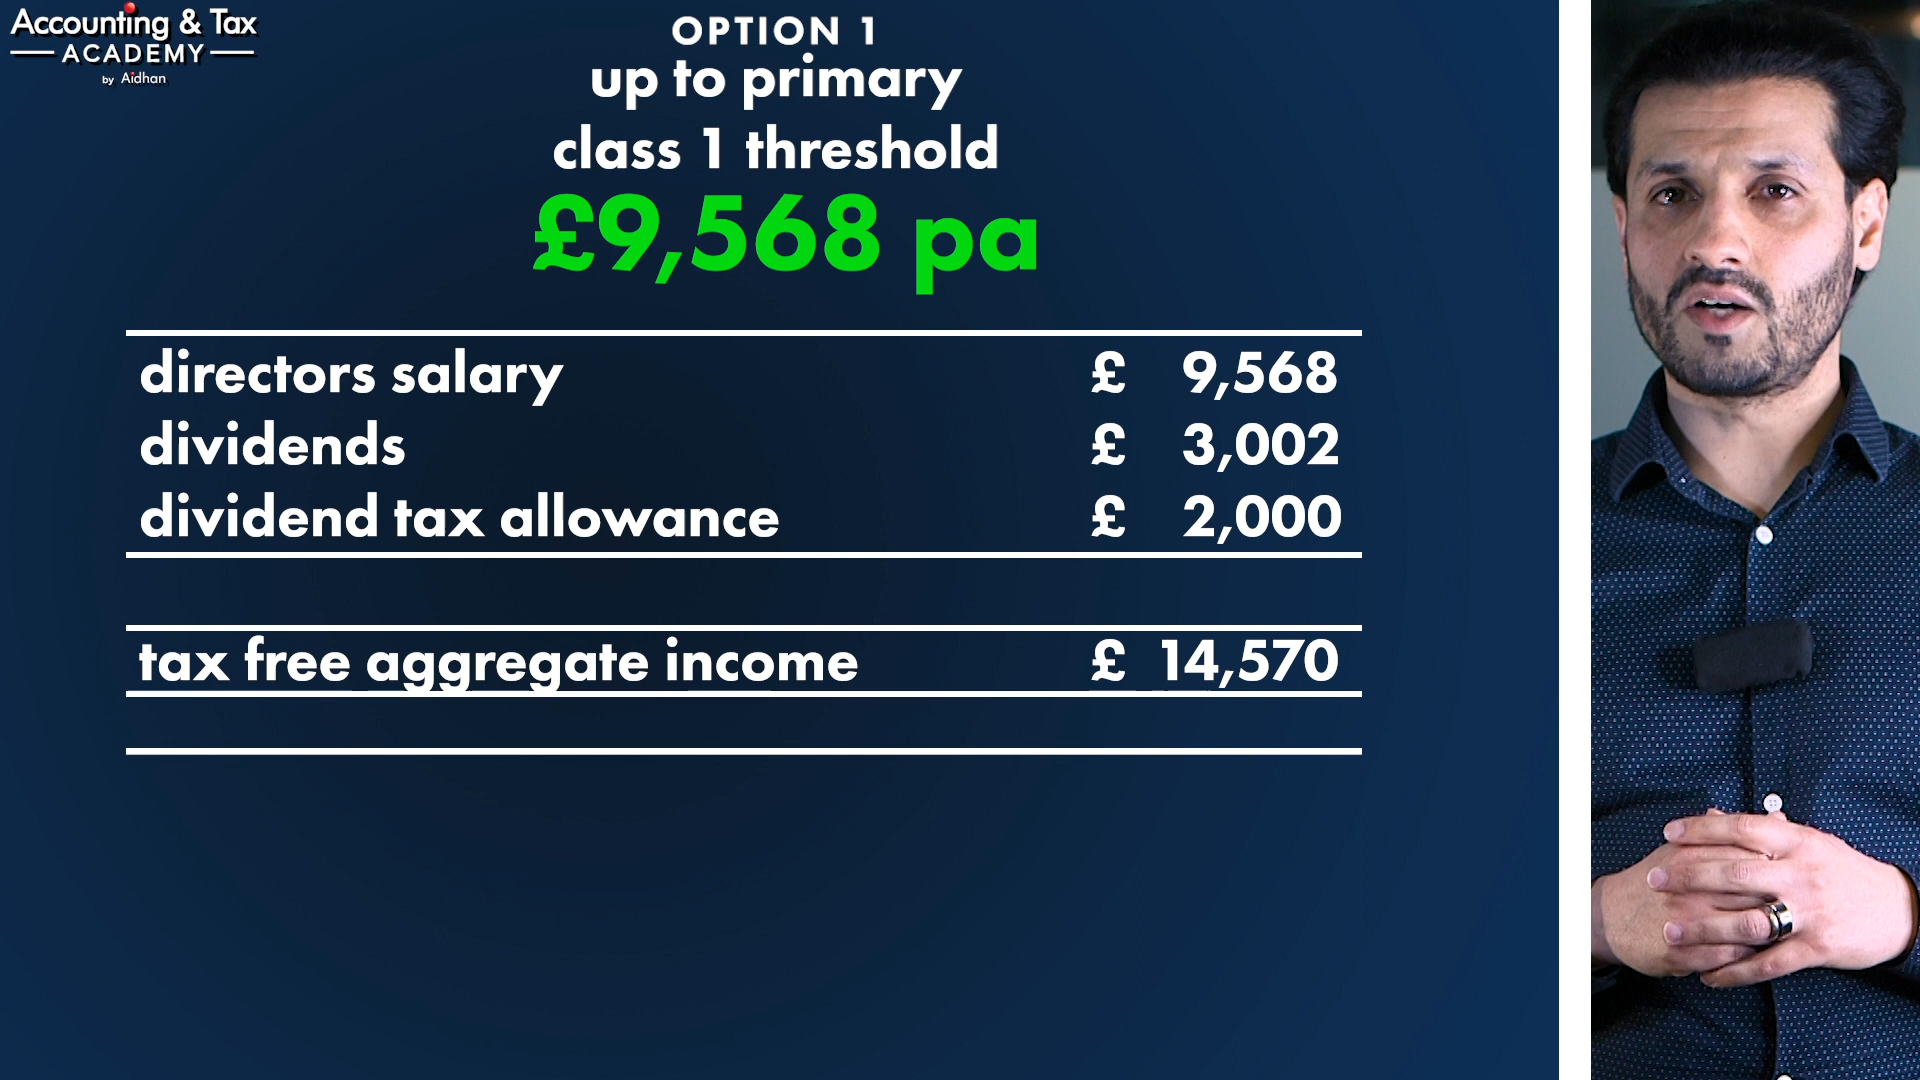 Accounting & Tax
ACADEMY
by Aidhan
OPTION 1
up to primary
class 1 threshold
£9,568 pa
directors salary £ 9,568
dividends £ 3,002
dividend tax allowance £ 2,000
tax free aggregate income £ 14,570